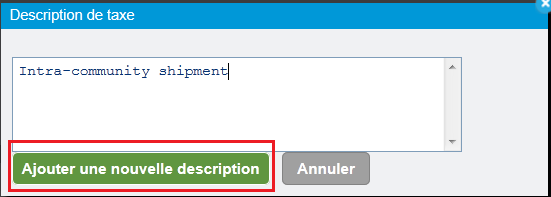 Description de taxe
Intra-community shipment
Ajouter une nouvelle description
Annuler